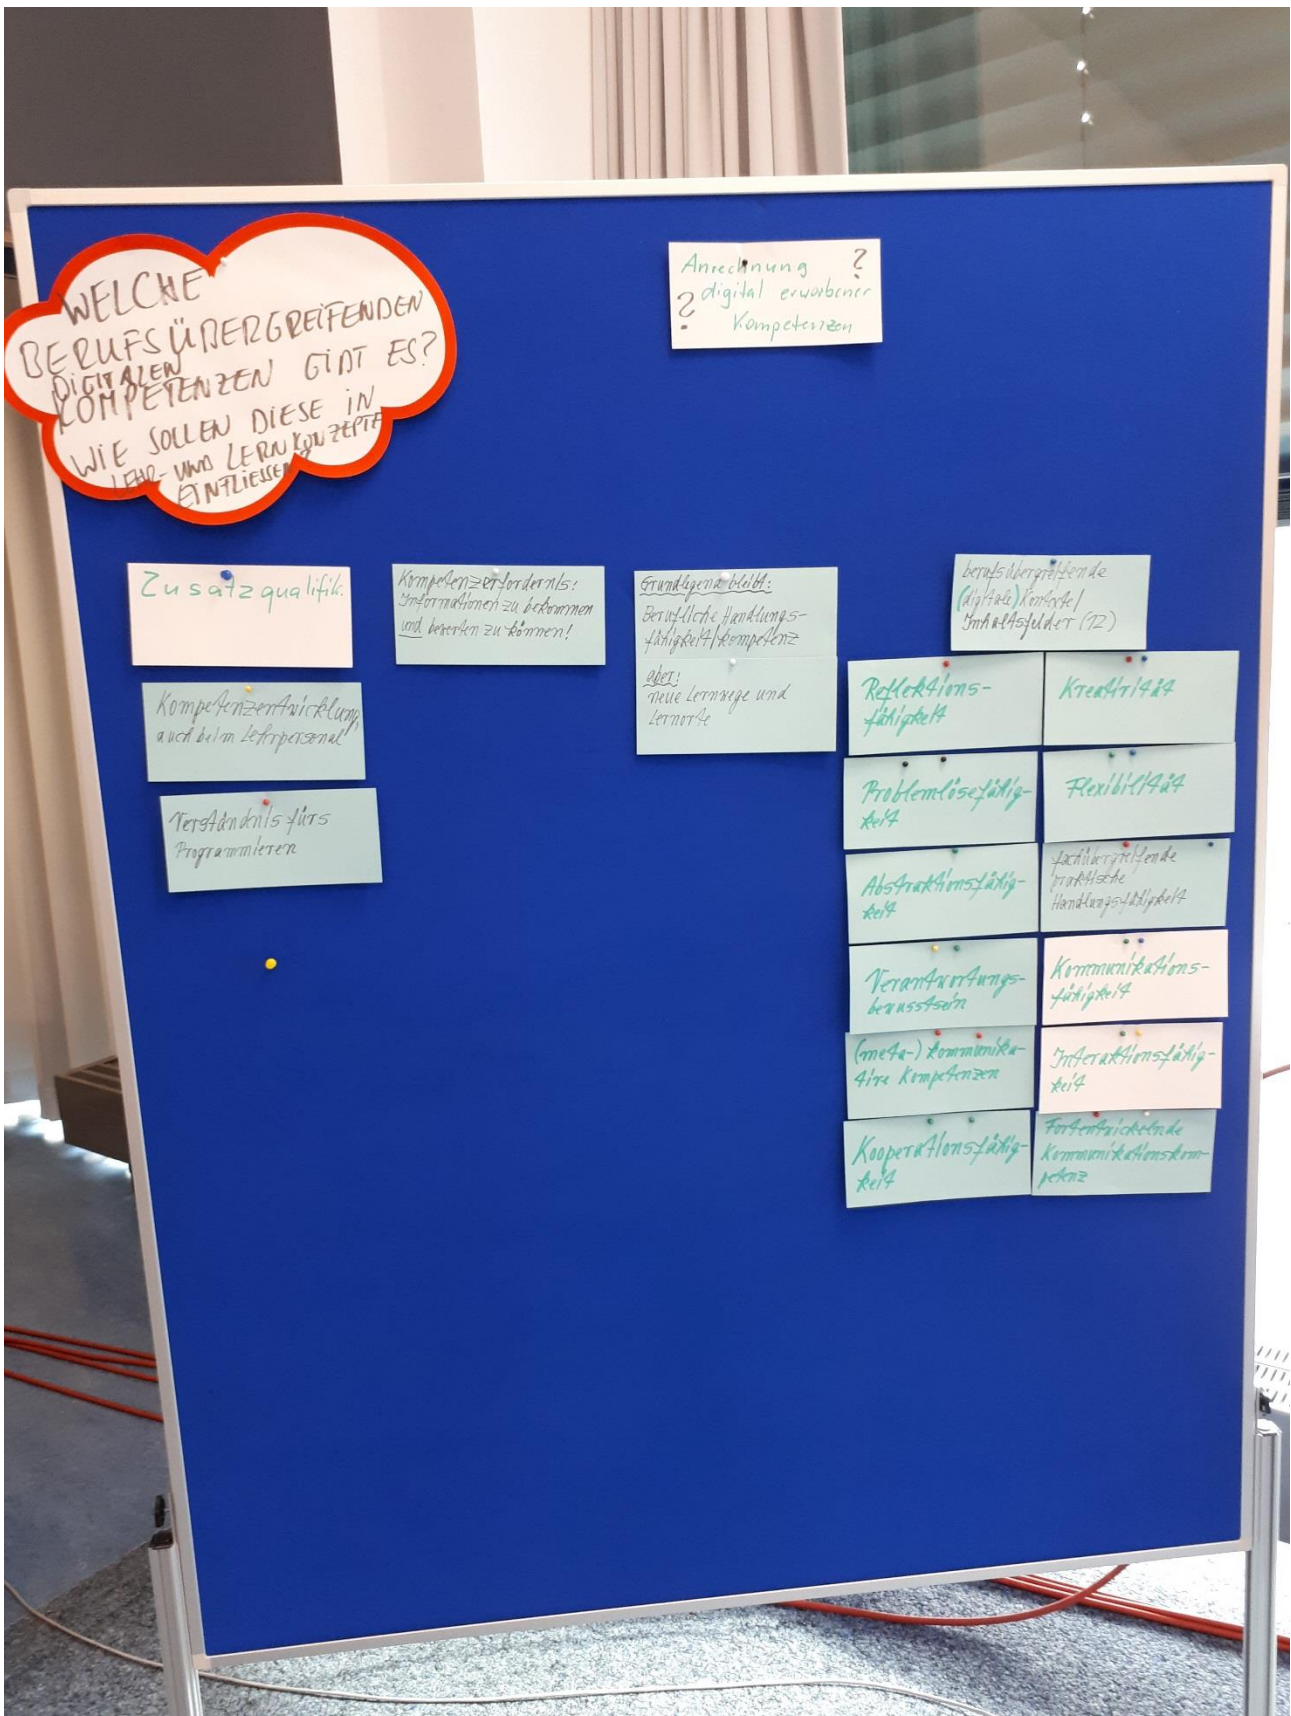 WELCHE
BERUFSÜBERGREIFENDEN
DIGITALEN
KOMPETENZEN GIBT ES?
WIE SOLLEN DIESE IN
LEHR- UND LERNKONZEPTE
EINFLIESSEN
Anrechnung ?
? digital erworbener
Kompetenzen
Zusatzqualifik.
Kompetenzentwicklung,
auch beim Lehrpersonal
Verständnis fürs
Programmieren
Kompetenzerfordernis:
Informationen zu bekommen
und bewerten zu können!
Grundlegend bleibt:
Berufliche Handlungs-
fähigkeit/kompetenz
aber:
neue Lernwege und
Lernorte
berufsübergreifende
(digitale) Kontexte/
Inhaltsfelder (12)
Reflektions-
fähigkeit
Kreativität
Problemlösefähig-
keit
Flexibilität
Abstraktionsfähig-
keit
fachübergreifende
praktische
Handlungsfähigkeit
Verantwortungs-
bewusstsein
Kommunikations-
fähigkeit
(meta-) kommunika-
tive Kompetenzen
Interaktionsfähig-
keit
Kooperationsfähig-
keit
Fortentwickelnde
Kommunikationskom-
petenz